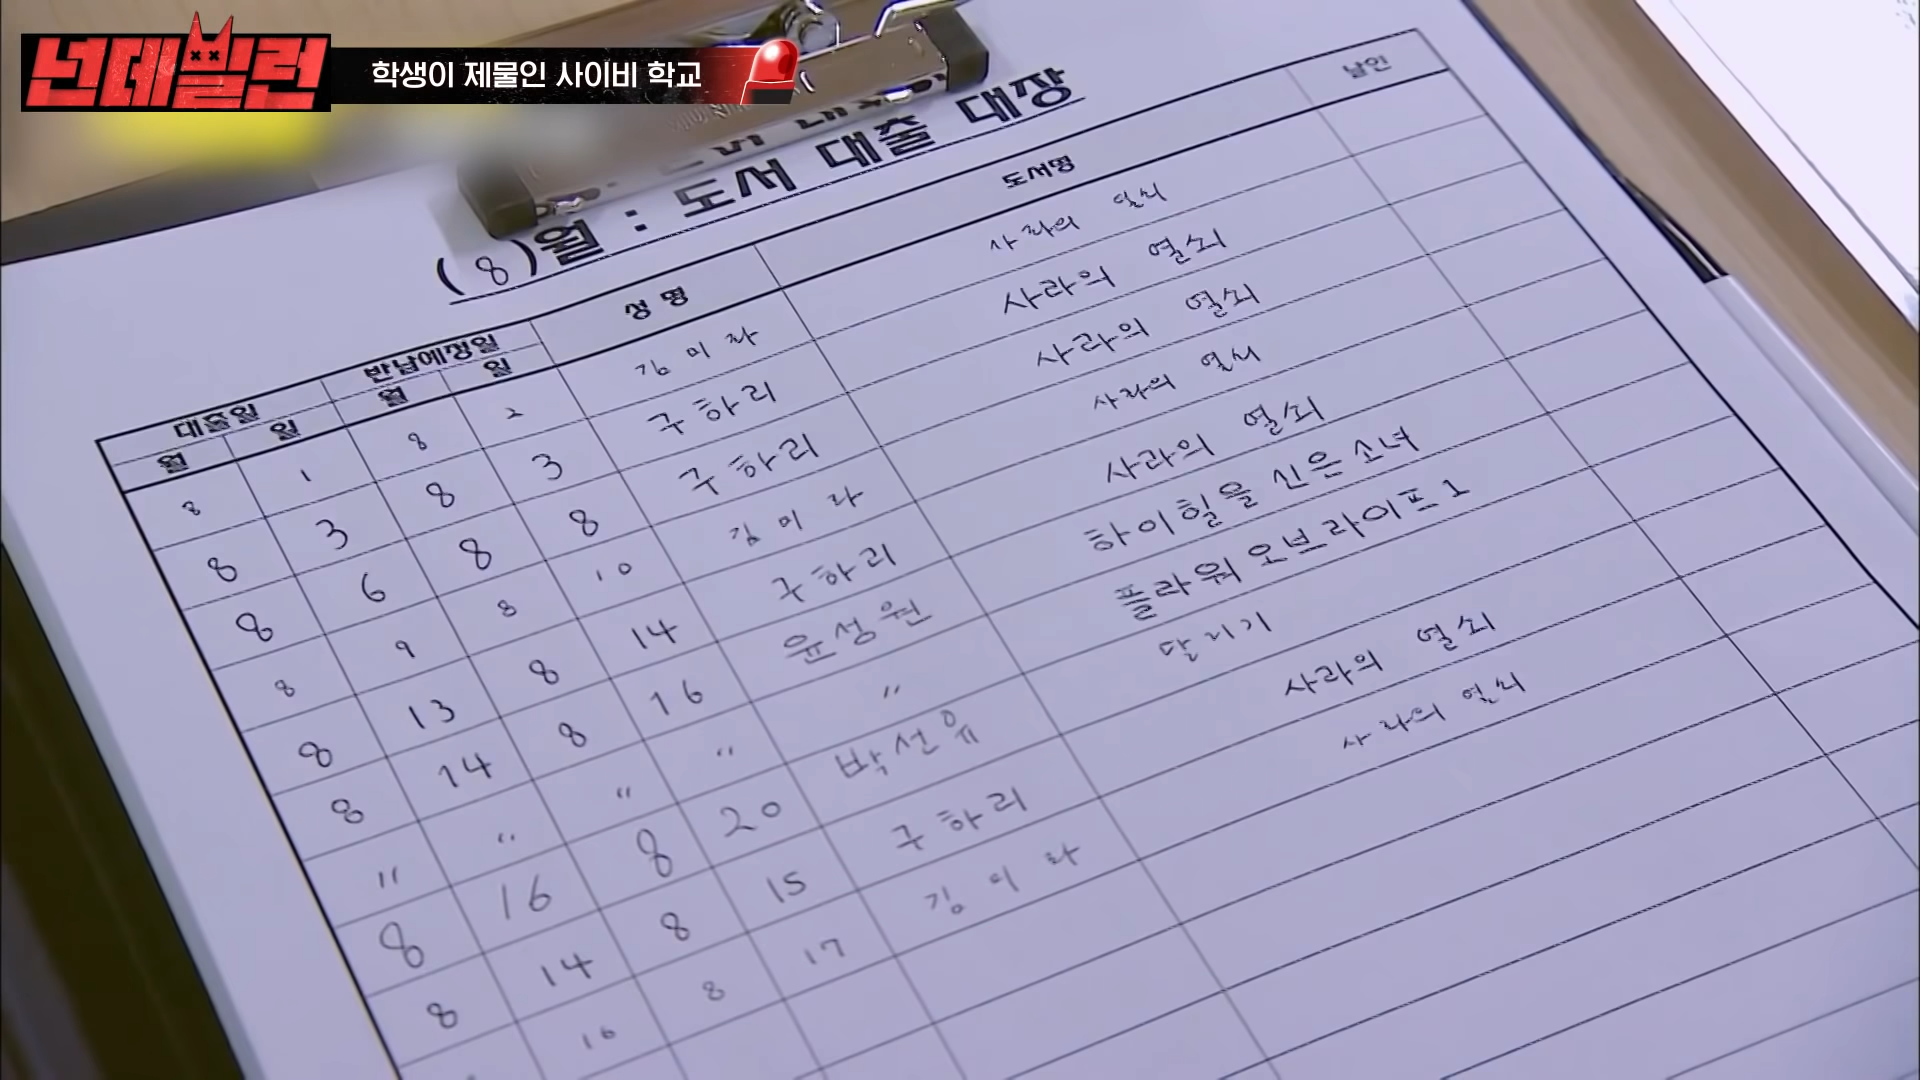 넌데빌런
학생이 제물인 사이비 학교
(8)월 : 도서 대출 대장
대출일 반납예정일 성명 도서명 날인
월 일 월 일
8 1 8 2 김미라 사라의 열쇠
8 3 8 3 구하리 사라의 열쇠
8 6 8 8 구하리 사라의 열쇠
8 9 8 10 김미라 사라의 열쇠
8 13 8 14 구하리 사라의 열쇠
8 14 8 16 윤성원 하이힐을 신은 소녀
〃 〃 〃 〃 〃 플라워 오브 라이프 1
8 16 8 20 박선유 달리기
8 14 8 15 구하리 사라의 열쇠
16 8 17 김미라 사라의 열쇠